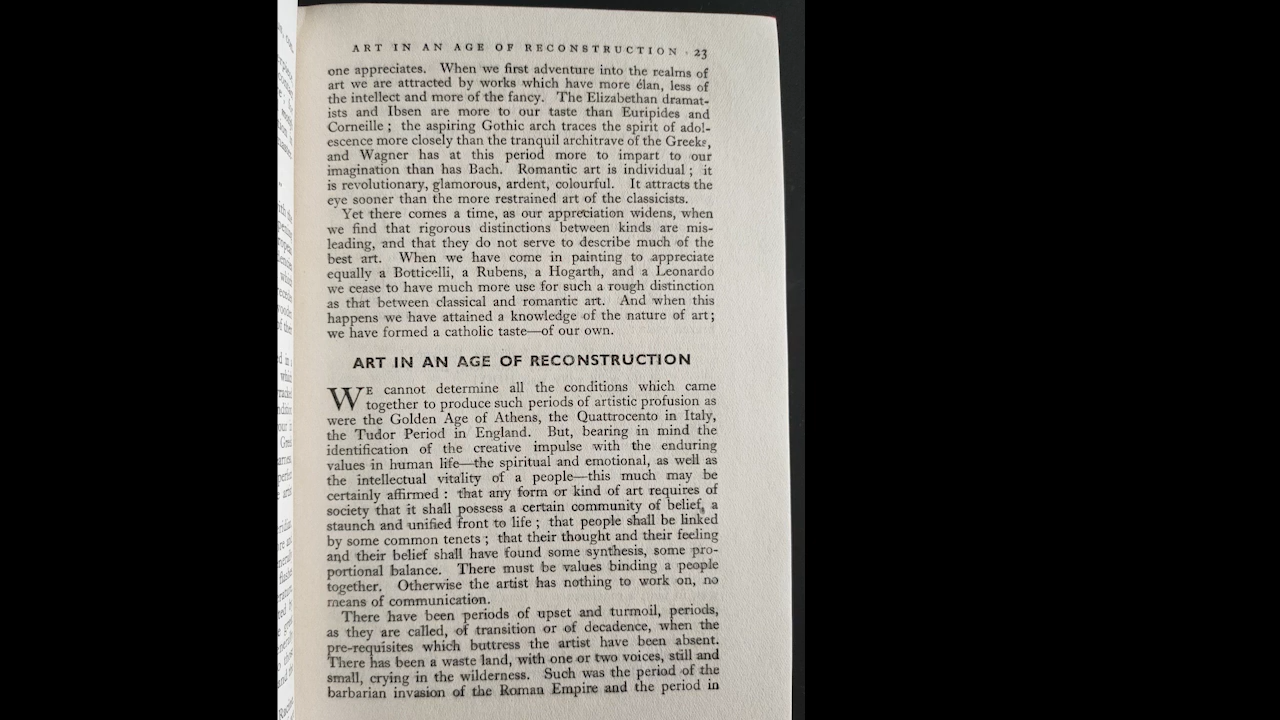 ART IN AN AGE OF RECONSTRUCTION · 23
one appreciates. When we first adventure into the realms of
art we are attracted by works which have more élan, less of
the intellect and more of the fancy. The Elizabethan dramat-
ists and Ibsen are more to our taste than Euripides and
Corneille ; the aspiring Gothic arch traces the spirit of adol-
escence more closely than the tranquil architrave of the Greeks,
and Wagner has at this period more to impart to our
imagination than has Bach. Romantic art is individual ; it
is revolutionary, glamorous, ardent, colourful. It attracts the
eye sooner than the more restrained art of the classicists.
Yet there comes a time, as our appreciation widens, when
we find that rigorous distinctions between kinds are mis-
leading, and that they do not serve to describe much of the
best art. When we have come in painting to appreciate
equally a Botticelli, a Rubens, a Hogarth, and a Leonardo
we cease to have much more use for such a rough distinction
as that between classical and romantic art. And when this
happens we have attained a knowledge of the nature of art;
we have formed a catholic taste—of our own.
ART IN AN AGE OF RECONSTRUCTION
WE cannot determine all the conditions which came
together to produce such periods of artistic profusion as
were the Golden Age of Athens, the Quattrocento in Italy,
the Tudor Period in England. But, bearing in mind the
identification of the creative impulse with the enduring
values in human life—the spiritual and emotional, as well as
the intellectual vitality of a people—this much may be
certainly affirmed : that any form or kind of art requires of
society that it shall possess a certain community of belief, a
staunch and unified front to life ; that people shall be linked
by some common tenets ; that their thought and their feeling
and their belief shall have found some synthesis, some pro-
portional balance. There must be values binding a people
together. Otherwise the artist has nothing to work on, no
means of communication.
There have been periods of upset and turmoil, periods,
as they are called, of transition or of decadence, when the
pre-requisites which buttress the artist have been absent.
There has been a waste land, with one or two voices, still and
small, crying in the wilderness. Such was the period of the
barbarian invasion of the Roman Empire and the period in